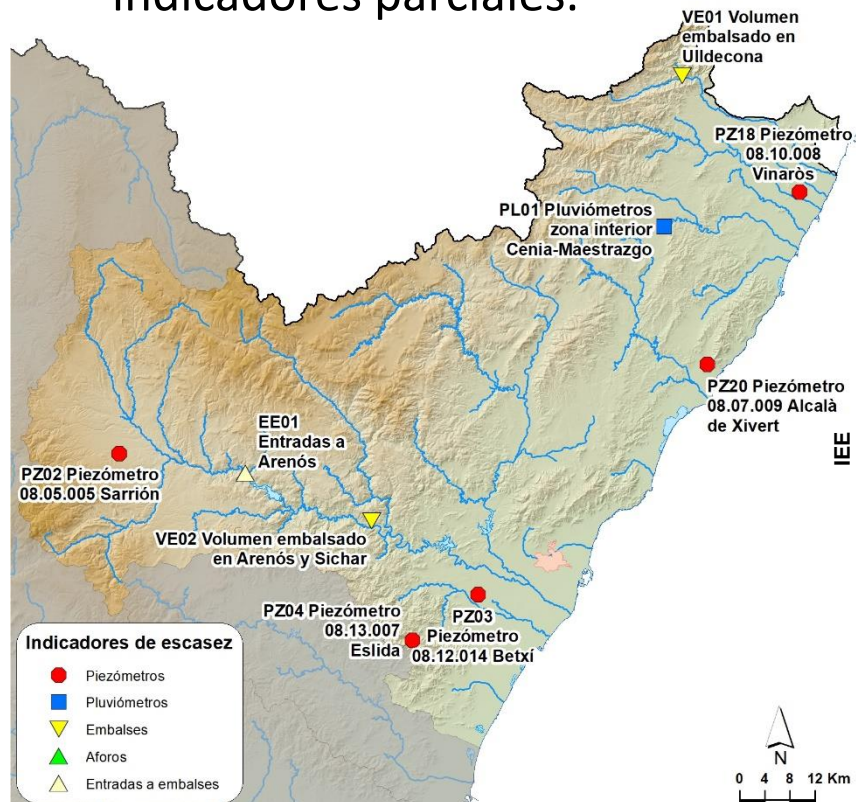 Indicadores parciales:
VE01 Volumen
embalsado en
Ulldecona
PZ18 Piezómetro
08.10.008
Vinaròs
PL01 Pluviómetros
zona interior
Cenia-Maestrazgo
PZ20 Piezómetro
08.07.009 Alcalà
de Xivert
EE01
Entradas a
Arenós
IEE
PZ02 Piezómetro
08.05.005 Sarrión
VE02 Volumen embalsado
en Arenós y Sichar
PZ04 Piezómetro
08.13.007
Eslida
PZ03
Piezómetro
08.12.014 Betxí
Indicadores de escasez
Piezómetros
Pluviómetros
Embalses
Aforos
Entradas a embalses
N
0 4 8 12 Km